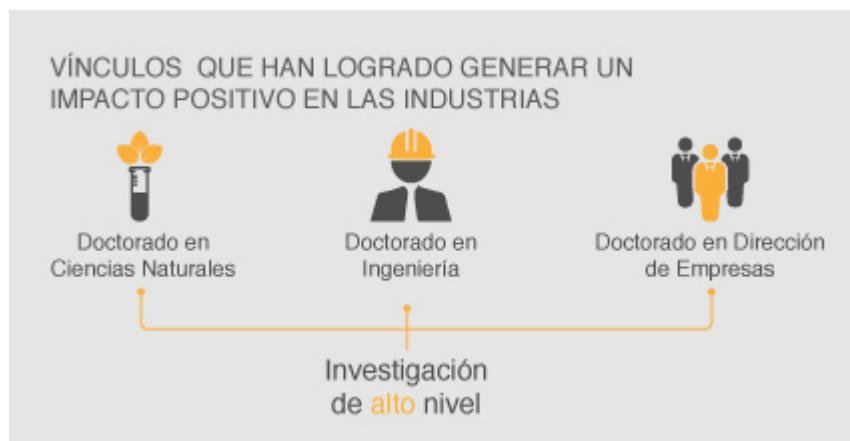 VÍNCULOS QUE HAN LOGRADO GENERAR UN
IMPACTO POSITIVO EN LAS INDUSTRIAS
Doctorado en
Ciencias Naturales
Doctorado en
Ingeniería
Doctorado en Dirección
de Empresas
Investigación
de alto nivel